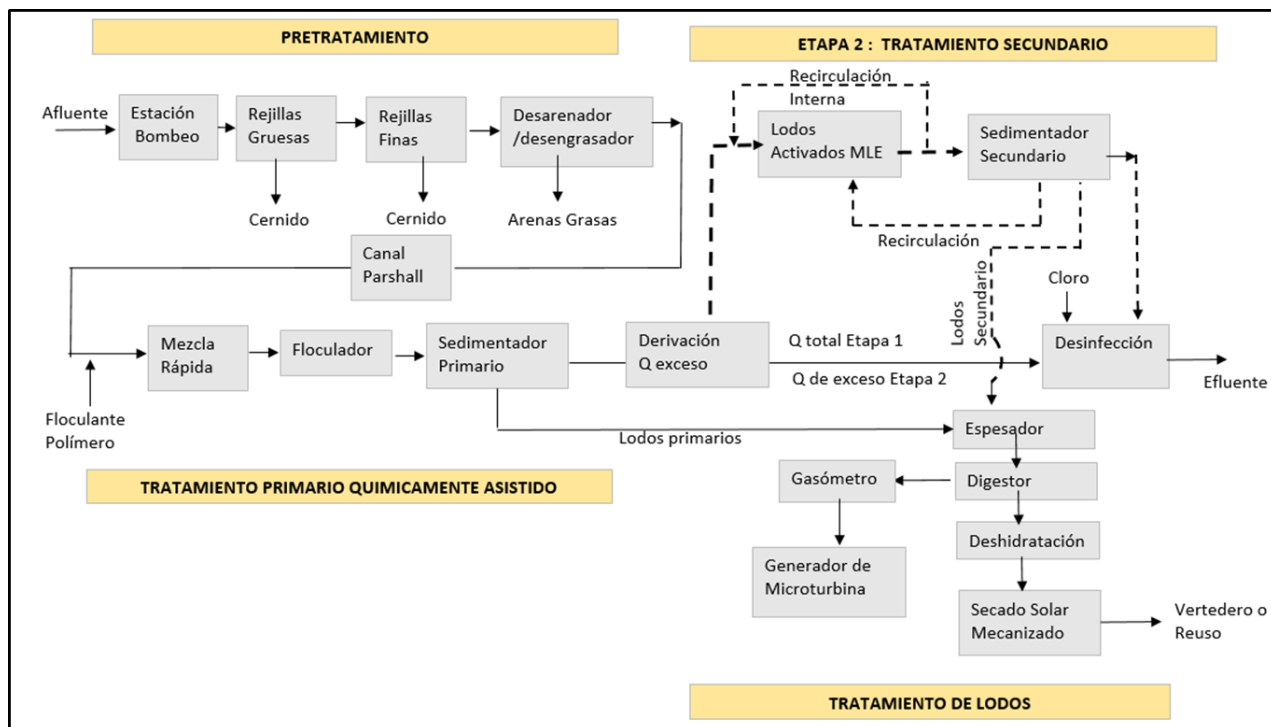 PRETRATAMIENTO
ETAPA 2 : TRATAMIENTO SECUNDARIO
Afluente
Estación
Bombeo
Rejillas
Gruesas
Rejillas
Finas
Desarenador
/desengrasador
Cernido
Cernido
Arenas Grasas
Canal
Parshall
Recirculación
Interna
Lodos
Activados MLE
Sedimentador
Secundario
Recirculación
Lodos
Secundario
Cloro
Mezcla
Rápida
Floculador
Sedimentador
Primario
Derivación
Q exceso
Q total Etapa 1
Q de exceso Etapa 2
Desinfección
Efluente
Floculante
Polímero
Lodos primarios
Espesador
TRATAMIENTO PRIMARIO QUIMICAMENTE ASISTIDO
Gasómetro
Digestor
Deshidratación
Generador de
Microturbina
Secado Solar
Mecanizado
Vertedero o
Reuso
TRATAMIENTO DE LODOS